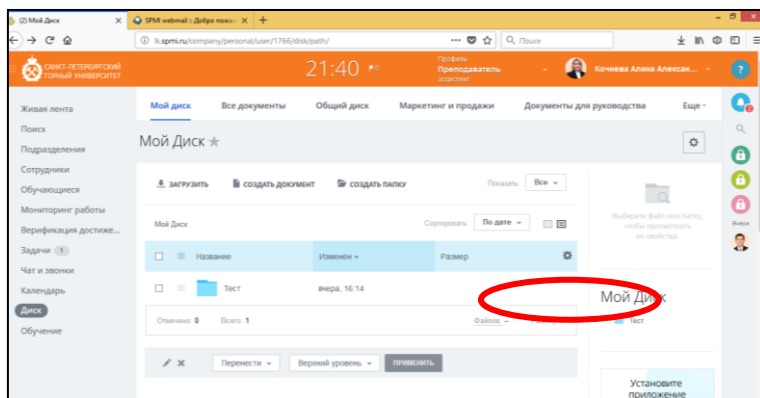 (2) Мой Диск
SPMI webmail :: Добро пожал
lk.spmi.ru/company/personal/user/1766/disk/path/
Поиск
САНКТ-ПЕТЕРБУРГСКИЙ
ГОРНЫЙ УНИВЕРСИТЕТ
21:40
Профиль
Преподаватель
ассистент
Кочнева Алина Алексан...
?
Живая лента
Поиск
Подразделения
Сотрудники
Обучающиеся
Мониторинг работы
Верификация достиже...
Задачи 1
Чат и звонки
Календарь
Диск
Обучение
Мой диск Все документы Общий диск Маркетинг и продажи Документы для руководства Еще
Мой Диск
ЗАГРУЗИТЬ СОЗДАТЬ ДОКУМЕНТ СОЗДАТЬ ПАПКУ Показать: Все
Мой Диск Сортировать: По дате
Название Изменен Размер
Тест вчера, 16:14
Отмечено: 0 Всего: 1 Файлов: –
Перенести Верхний уровень ПРИМЕНИТЬ
Выберите файл или папку,
чтобы просмотреть
их свойства.
Мой Диск
Тест
Установите
приложение
Вчера